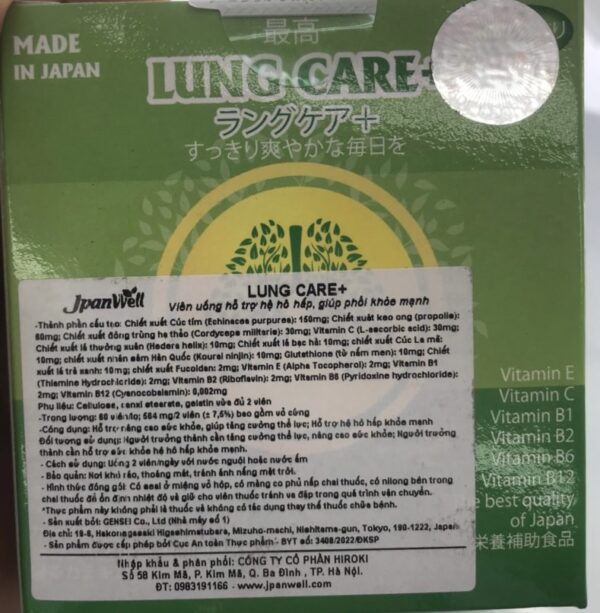 MADE
IN JAPAN
最高
LUNG CARE+
ラングケア＋
すっきり爽やかな毎日を
JpanWell
LUNG CARE+
Viên uống hỗ trợ hệ hô hấp, giúp phổi khỏe mạnh
-Thành phần cấu tạo: Chiết xuất Cúc tím (Echinacea purpurea): 150mg; Chiết xuất keo ong (propolis):
60mg; Chiết xuất đông trùng hạ thảo (Cordyceps militaris): 30mg; Vitamin C (L-ascorbic acid): 30mg;
Chiết xuất lá thường xuân (Hedera helix): 10mg; Chiết xuất lá bạc hà: 10mg; chiết xuất Cúc La mã:
10mg; chiết xuất nhân sâm Hàn Quốc (Kourai ninjin): 10mg; Glutathione (từ nấm men): 10mg; Chiết
xuất lá trà xanh: 10mg; chiết xuất Fucoidan: 2mg; Vitamin E (Alpha Tocopherol): 2mg; Vitamin B1
(Thiamine Hydrochloride): 2mg; Vitamin B2 (Riboflavin): 2mg; Vitamin B6 (Pyridoxine hydrochloride):
2mg; Vitamin B12 (Cyanocobalamin): 0,002mg
Phụ liệu: Cellulose, canxi stearate, gelatin vừa đủ 2 viên
-Trọng lượng: 60 viên/lọ; 584 mg/2 viên (± 7,5%) bao gồm vỏ cứng
-Công dụng: Hỗ trợ nâng cao sức khỏe, giúp tăng cường thể lực; Hỗ trợ hệ hô hấp khỏe mạnh
Đối tượng sử dụng: Người trưởng thành cần tăng cường thể lực, nâng cao sức khỏe; Người trưởng
thành cần hỗ trợ sức khỏe hệ hô hấp khỏe mạnh.
- Cách sử dụng: Uống 2 viên/ngày với nước nguội hoặc nước ấm
- Bảo quản: Nơi khô ráo, thoáng mát, tránh ánh nắng mặt trời.
- Hình thức đóng gói: Có seal ở miệng vỏ hộp, có màng co phủ nắp chai thuốc, có nilong bên trong
chai thuốc để ổn định nhiệt độ và giữ cho viên thuốc tránh va đập trong quá trình vận chuyển.
*Thực phẩm này không phải là thuốc và không có tác dụng thay thế thuốc chữa bệnh.
- Sản xuất bởi: GENSEI Co., Ltd (Nhà máy số 1)
Địa chỉ: 19-6, Hakonegasaki Higashimatsubara, Mizuho-machi, Nishitama-gun, Tokyo, 190-1222, Japan
- Sản phẩm được cấp phép bởi Cục An toàn Thực phẩm - BYT số: 3408/2022/ĐKSP
Nhập khẩu & phân phối: CÔNG TY CỔ PHẦN HIROKI
Số 58 Kim Mã, P. Kim Mã, Q. Ba Đình , TP. Hà Nội.
ĐT: 0983191166 - www.jpanwell.com
Vitamin E
Vitamin C
Vitamin B1
Vitamin B2
Vitamin B6
Vitamin B12
best quality
of Japan
栄養補助食品